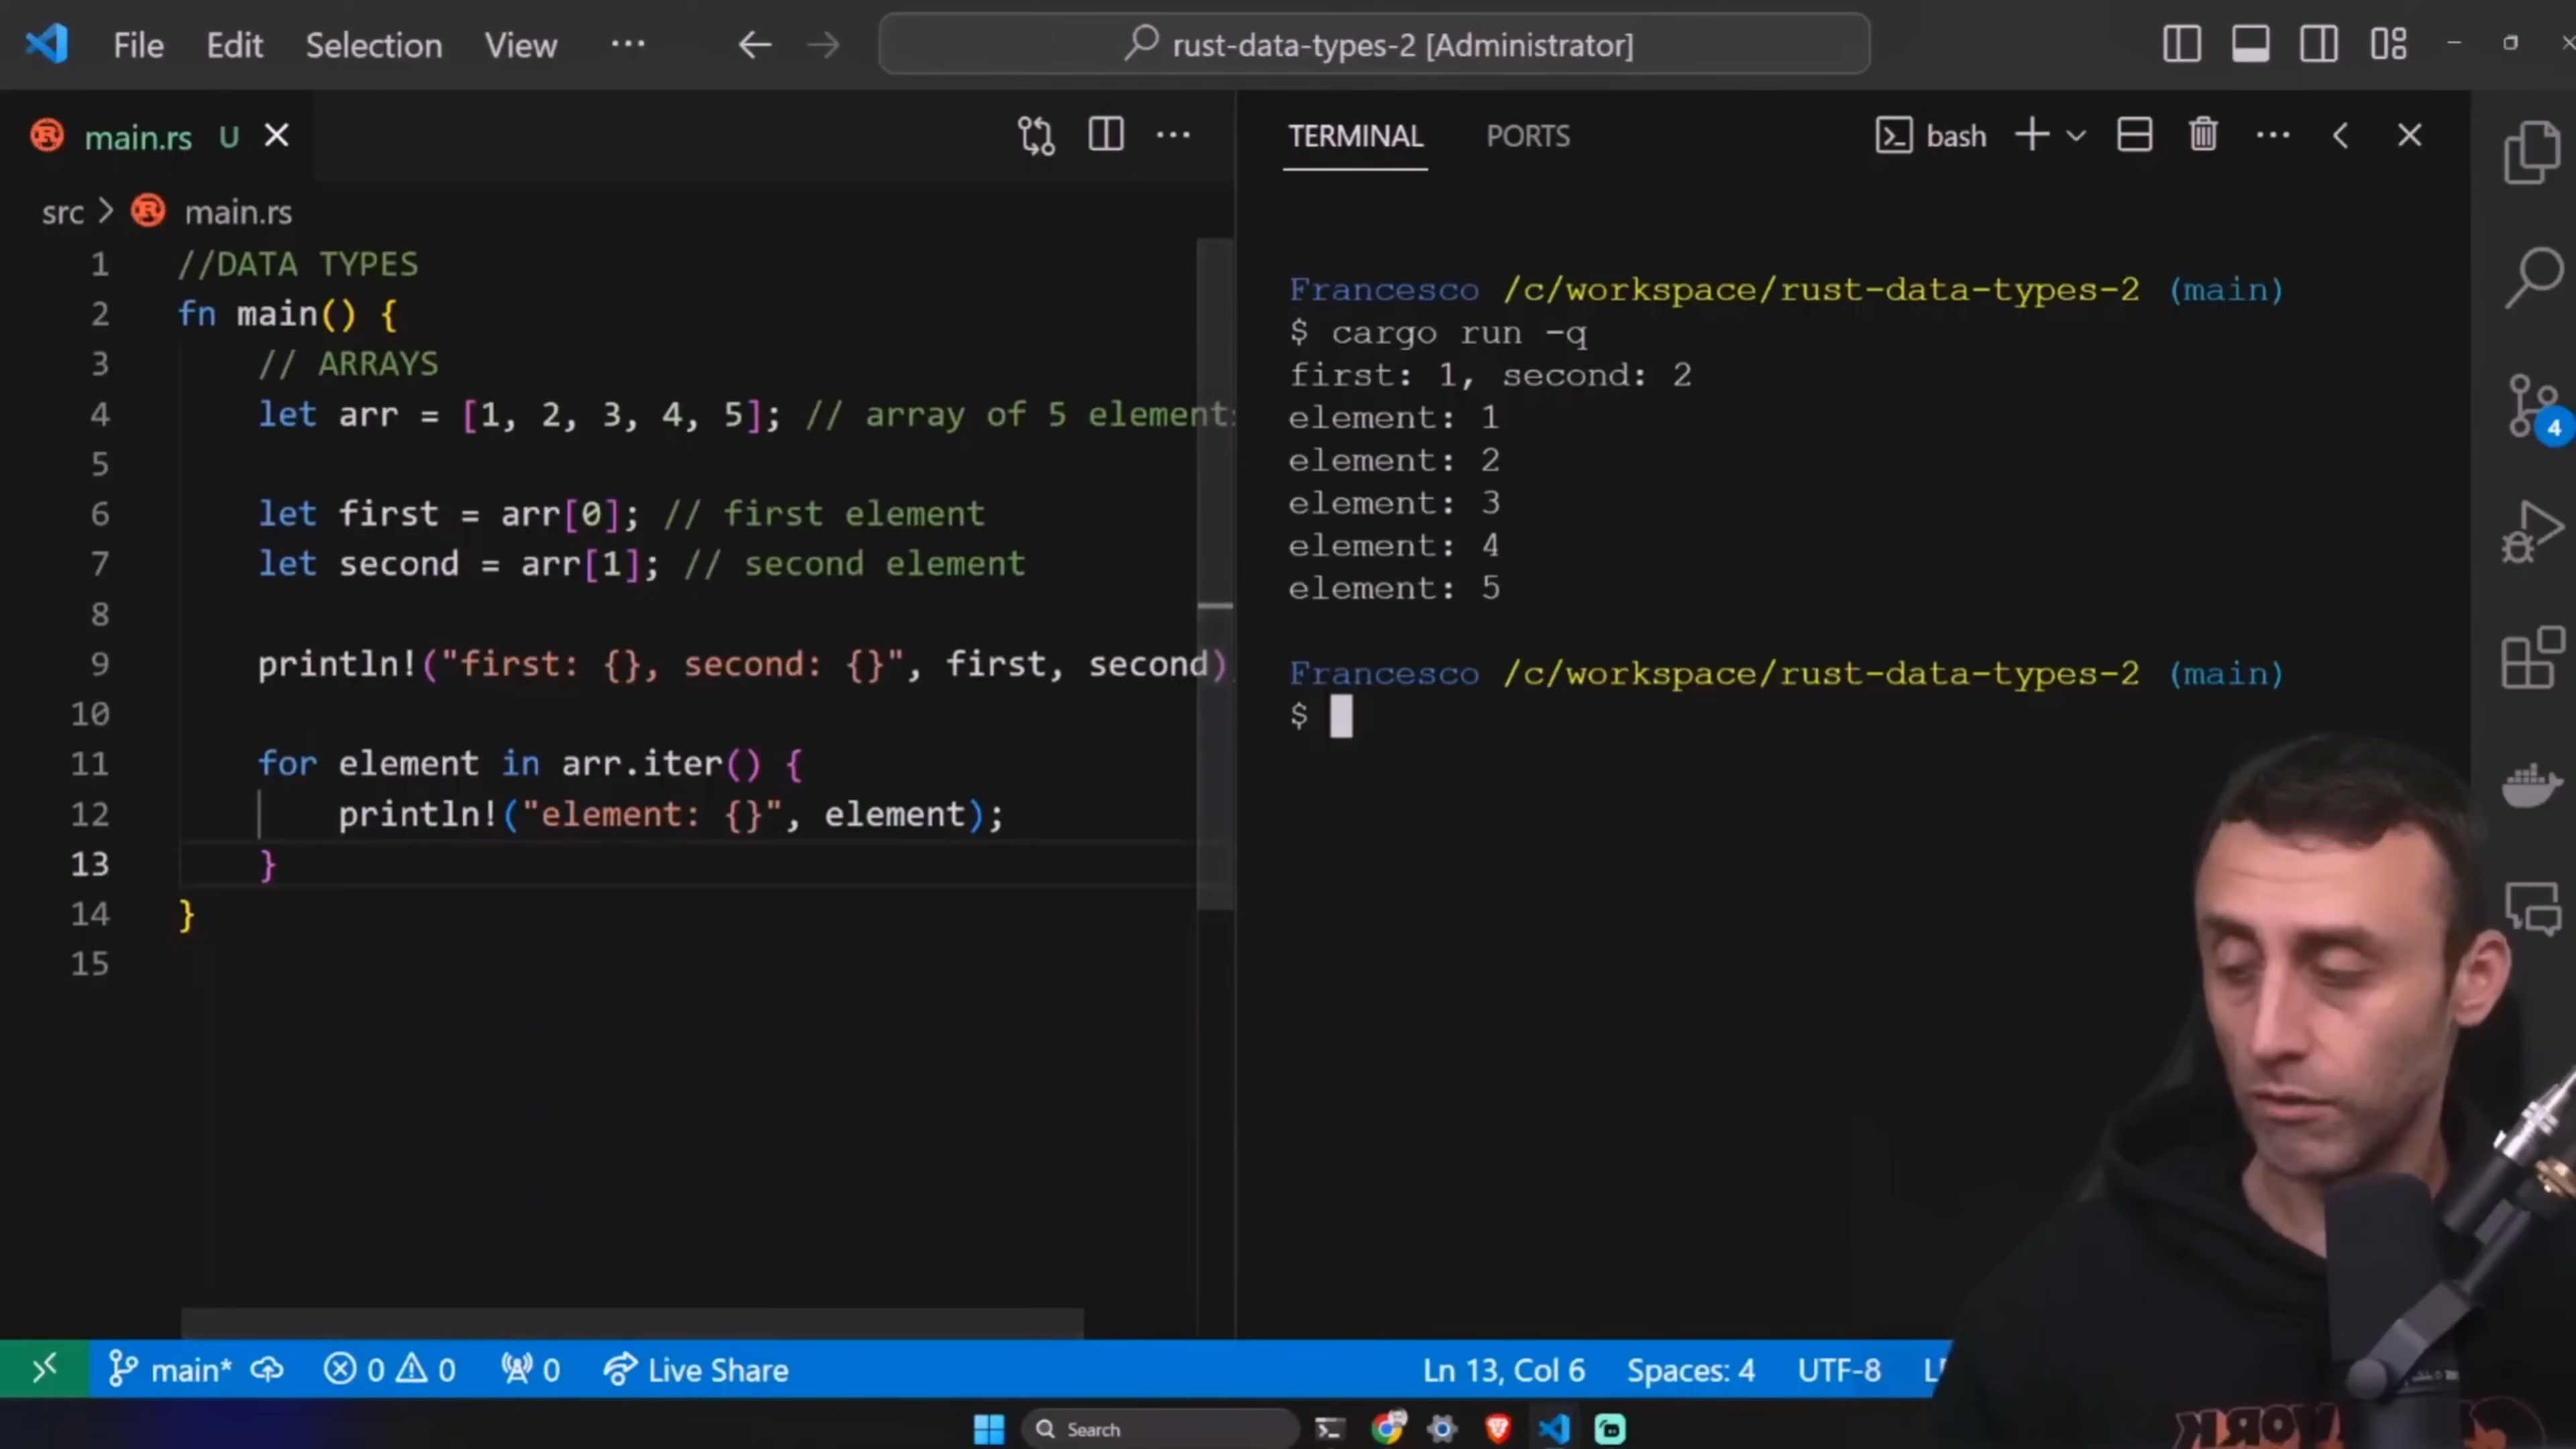 File Edit Selection View ··· rust-data-types-2 [Administrator]
main.rs U
TERMINAL PORTS bash
src > main.rs
1 //DATA TYPES
2 fn main() {
3 // ARRAYS
4 let arr = [1, 2, 3, 4, 5]; // array of 5 element
5
6 let first = arr[0]; // first element
7 let second = arr[1]; // second element
8
9 println!("first: {}, second: {}", first, second)
10
11 for element in arr.iter() {
12 println!("element: {}", element);
13 }
14 }
15
Francesco /c/workspace/rust-data-types-2 (main)
$ cargo run -q
first: 1, second: 2
element: 1
element: 2
element: 3
element: 4
element: 5
Francesco /c/workspace/rust-data-types-2 (main)
$
4
main* 0 0 0 Live Share Ln 13, Col 6 Spaces: 4 UTF-8
Search